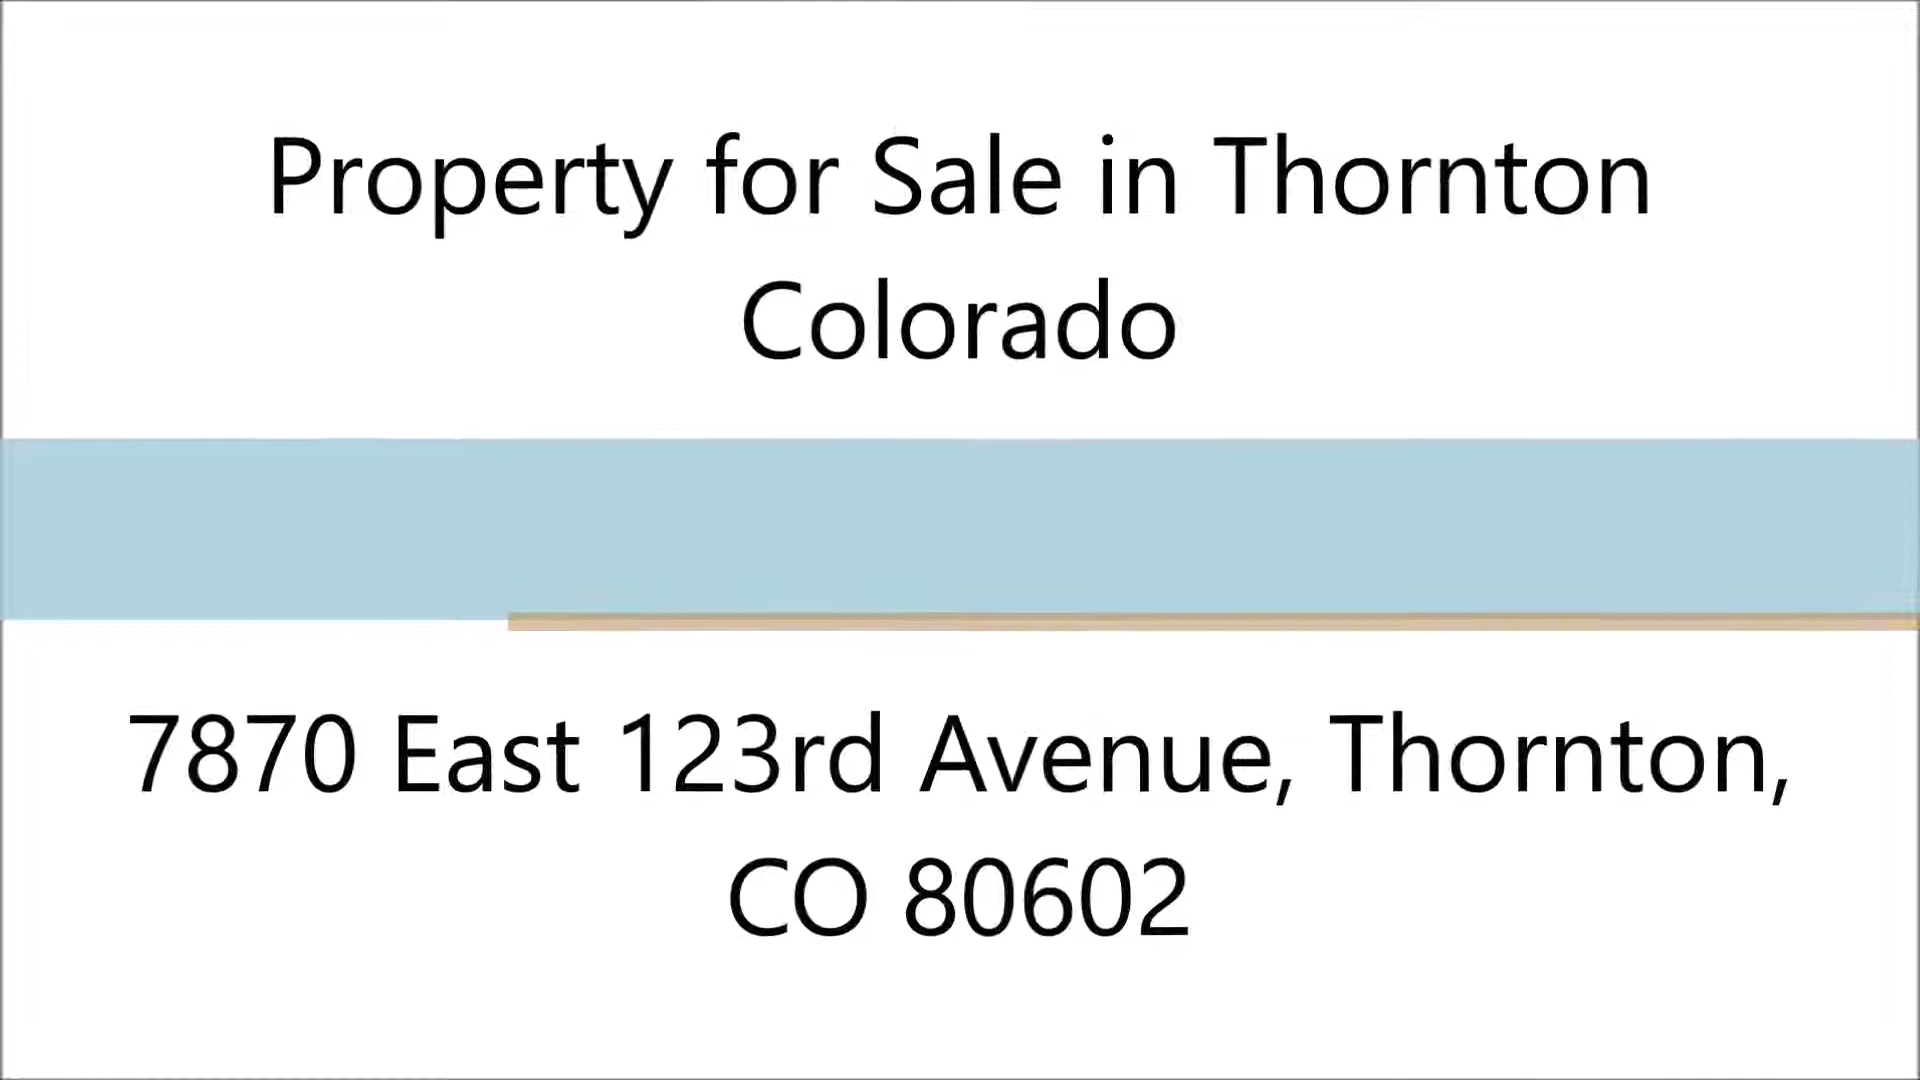 Property for Sale in Thornton
Colorado
7870 East 123rd Avenue, Thornton,
CO 80602